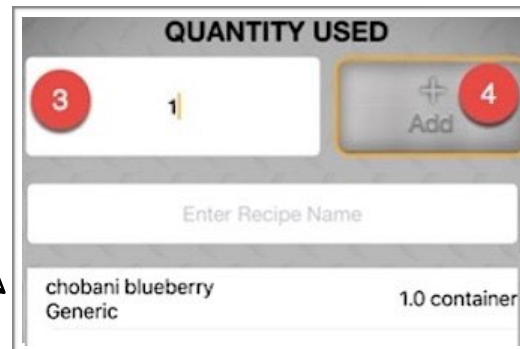 QUANTITY USED
3
1
4
+
Add
Enter Recipe Name
chobani blueberry
Generic
1.0 container